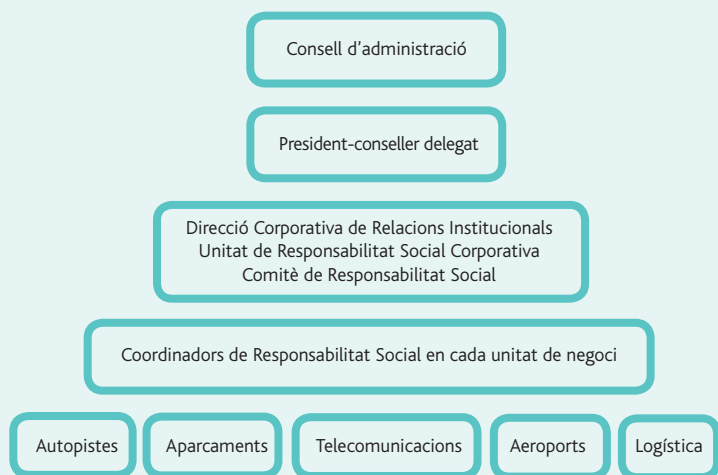 Consell d’administració
President-conseller delegat
Direcció Corporativa de Relacions Institucionals
Unitat de Responsabilitat Social Corporativa
Comitè de Responsabilitat Social
Coordinadors de Responsabilitat Social en cada unitat de negoci
Autopistes
Aparcaments
Telecomunicacions
Aeroports
Logística